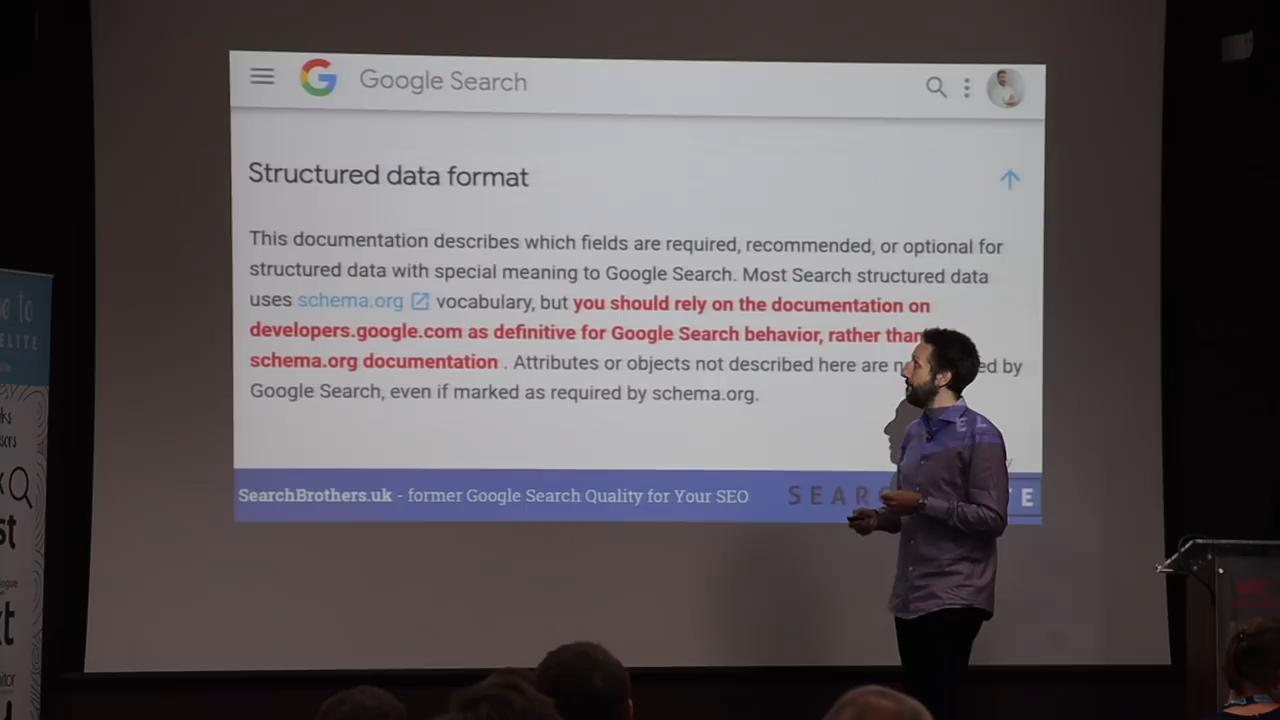 Google Search
Structured data format
This documentation describes which fields are required, recommended, or optional for
structured data with special meaning to Google Search. Most Search structured data
uses schema.org vocabulary, but you should rely on the documentation on
developers.google.com as definitive for Google Search behavior, rather than
schema.org documentation . Attributes or objects not described here are
Google Search, even if marked as required by schema.org.
by
SearchBrothers.uk - former Google Search Quality for Your SEO
ELITE